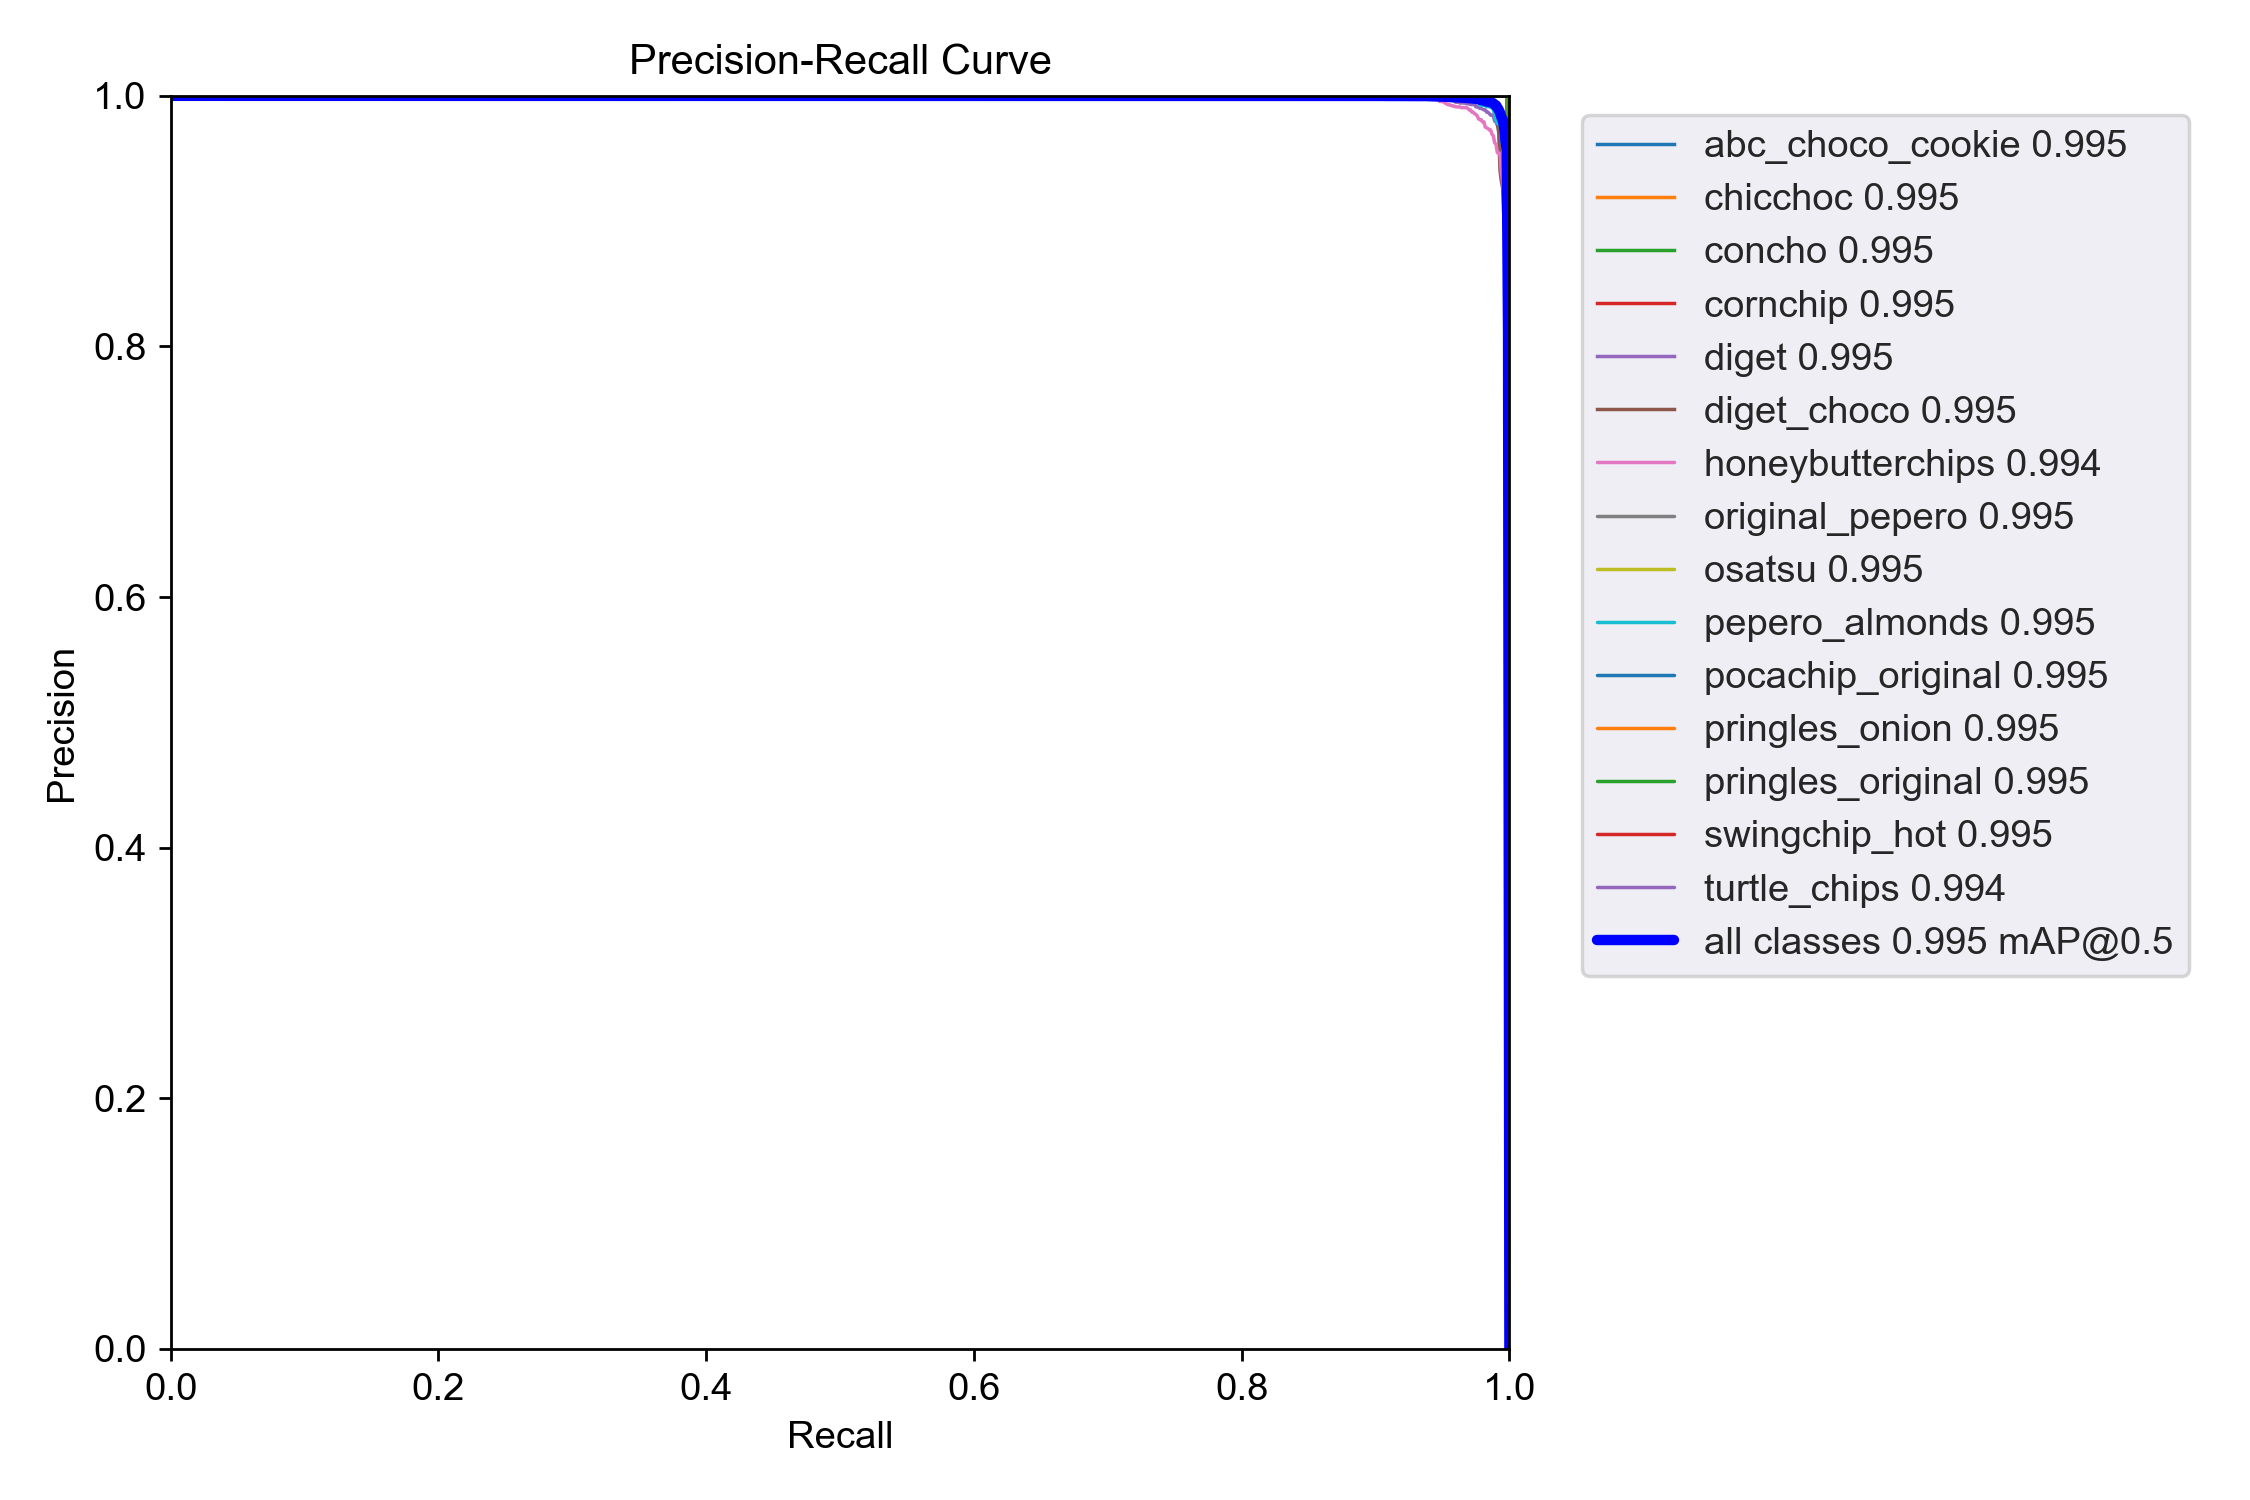 Precision-Recall Curve
1.0
0.8
0.6
0.4
0.2
0.0
Precision
0.0 0.2 0.4 0.6 0.8 1.0
Recall
abc_choco_cookie 0.995
chicchoc 0.995
concho 0.995
cornchip 0.995
diget 0.995
diget_choco 0.995
honeybutterchips 0.994
original_pepero 0.995
osatsu 0.995
pepero_almonds 0.995
pocachip_original 0.995
pringles_onion 0.995
pringles_original 0.995
swingchip_hot 0.995
turtle_chips 0.994
all classes 0.995 mAP@0.5